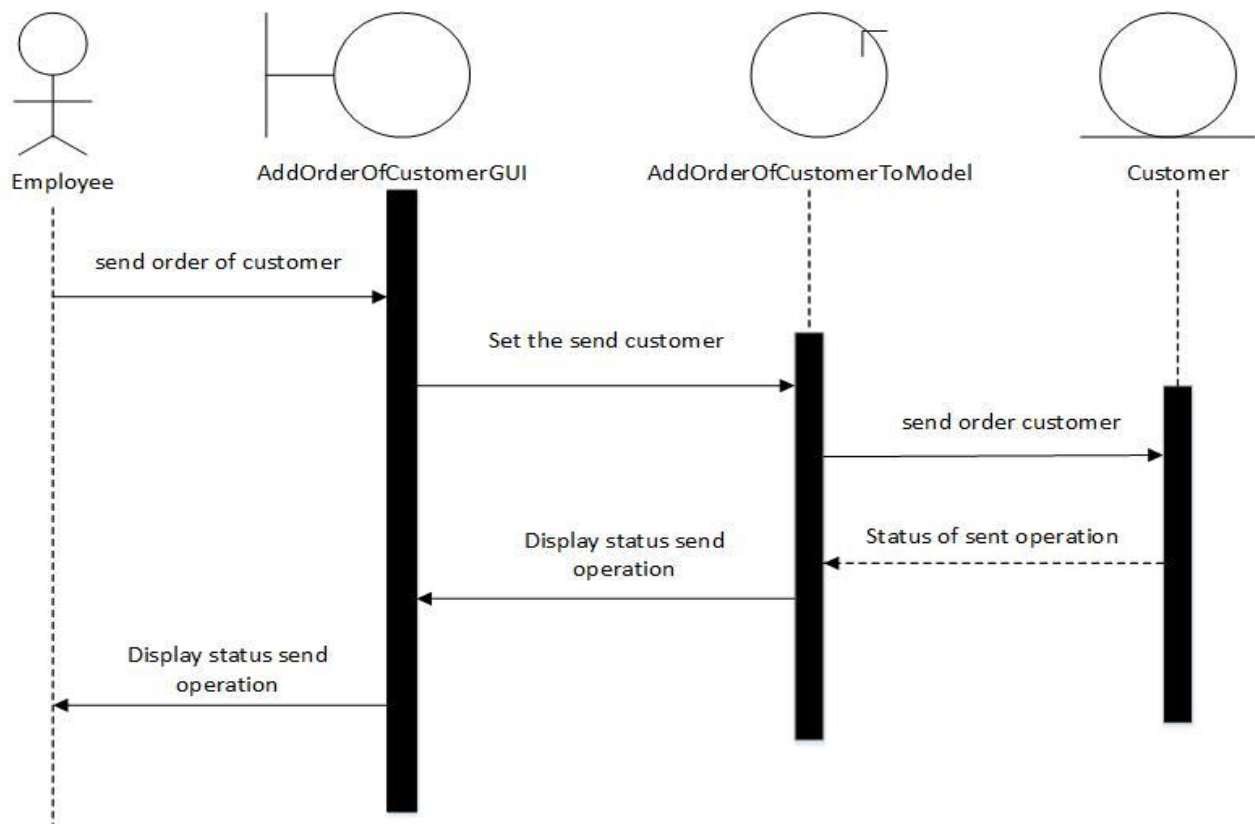 Employee
AddOrderOfCustomerGUI
AddOrderOfCustomerToModel
Customer
send order of customer
Set the send customer
send order customer
Status of sent operation
Display status send
operation
Display status send
operation